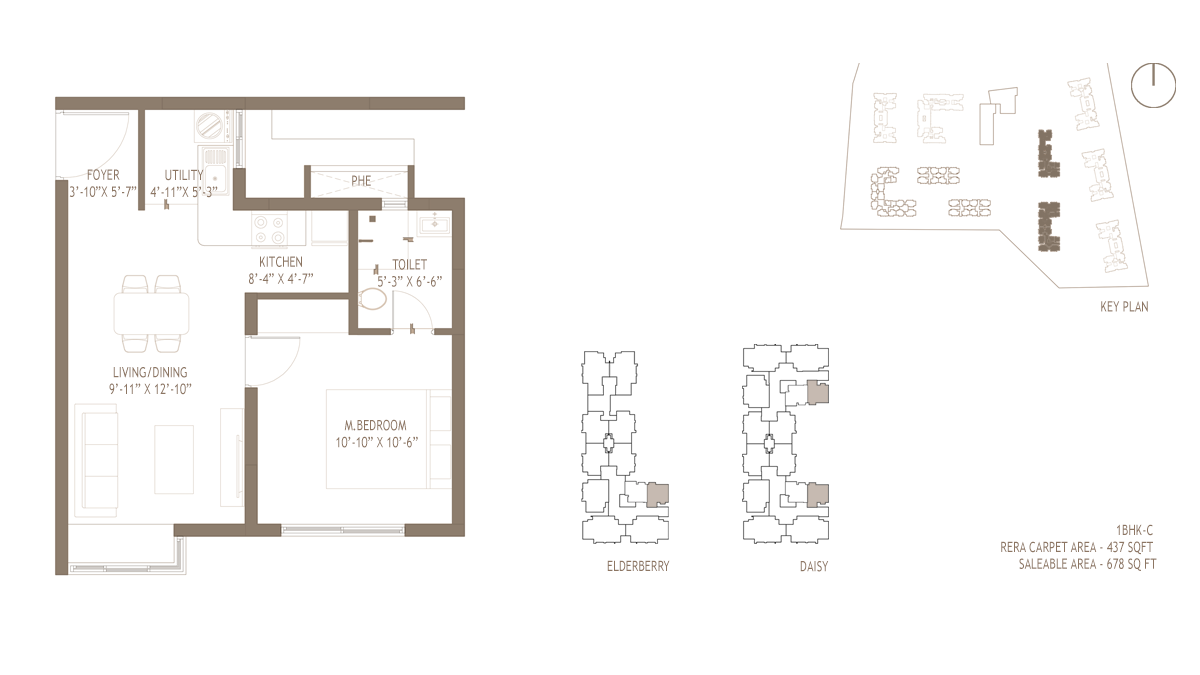 FOYER
3'-10"X 5'-7"
UTILITY
4'-11"X 5'-3"
PHE
KITCHEN
8'-4" X 4'-7"
TOILET
5'-3" X 6'-6"
LIVING/DINING
9'-11" X 12'-10"
M.BEDROOM
10'-10" X 10'-6"
KEY PLAN
ELDERBERRY
DAISY
1BHK-C
RERA CARPET AREA - 437 SQFT
SALEABLE AREA - 678 SQ FT